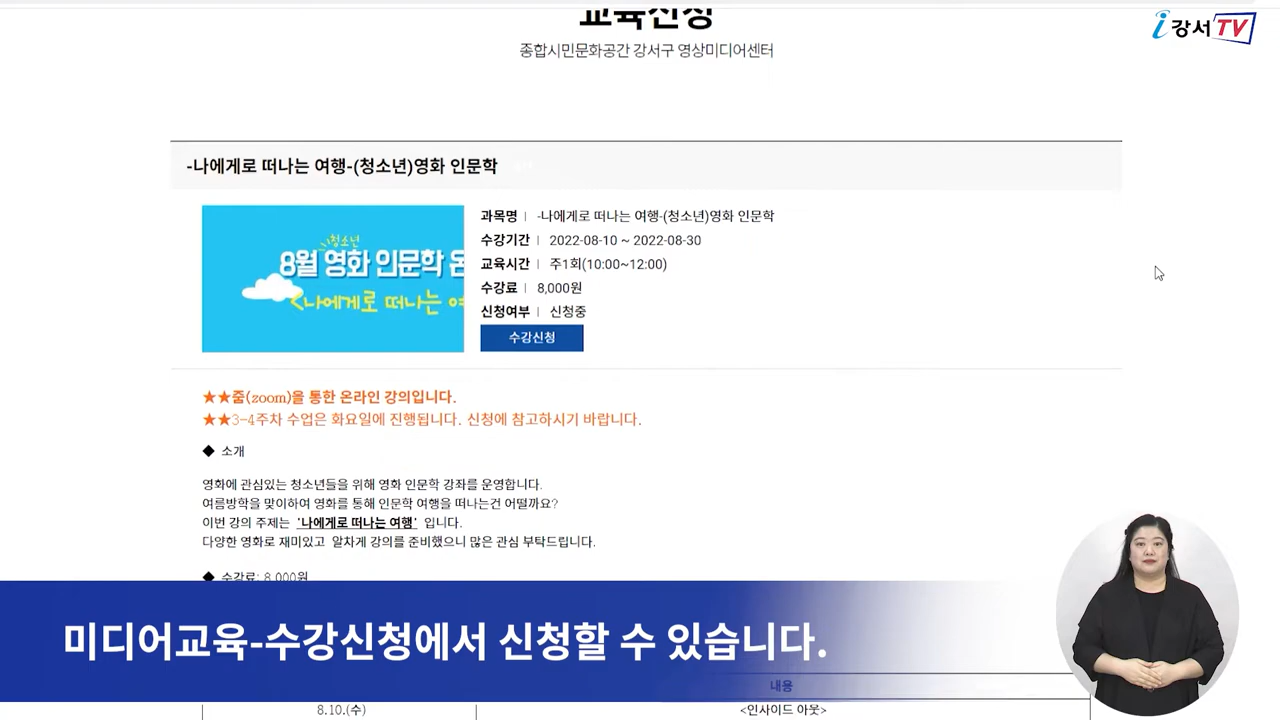 교육신청
i강서TV
종합시민문화공간 강서구 영상미디어센터
-나에게로 떠나는 여행-(청소년)영화 인문학
청소년
8월 영화 인문학 온
<나에게로 떠나는 여
과목명 | -나에게로 떠나는 여행-(청소년)영화 인문학
수강기간 | 2022-08-10 ~ 2022-08-30
교육시간 | 주1회(10:00~12:00)
수강료 | 8,000원
신청여부 | 신청중
수강신청
★★줌(zoom)을 통한 온라인 강의입니다.
★★3-4주차 수업은 화요일에 진행됩니다. 신청에 참고하시기 바랍니다.
◆ 소개
영화에 관심있는 청소년들을 위해 영화 인문학 강좌를 운영합니다.
여름방학을 맞이하여 영화를 통해 인문학 여행을 떠나는건 어떨까요?
이번 강의 주제는 '나에게로 떠나는 여행' 입니다.
다양한 영화로 재미있고 알차게 강의를 준비했으니 많은 관심 부탁드립니다.
◆ 수강료: 8,000원
미디어교육-수강신청에서 신청할 수 있습니다.
내용
8.10.(수) <인사이드 아웃>